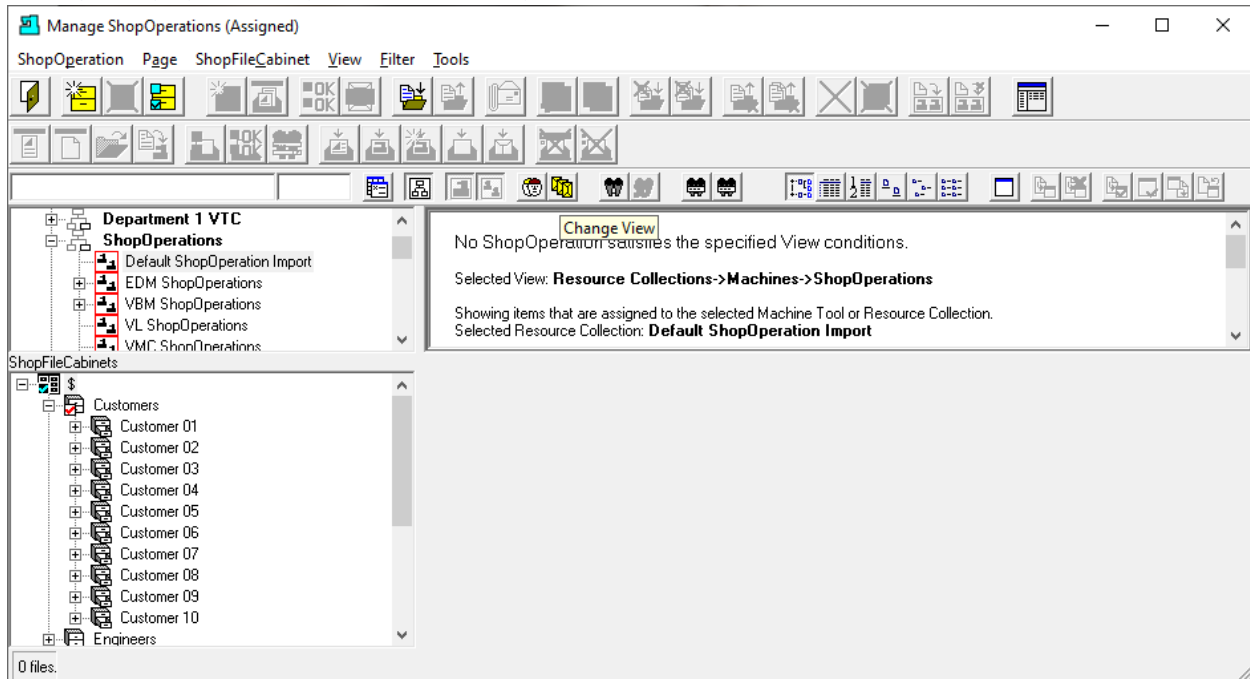 Manage ShopOperations (Assigned)
ShopOperation Page ShopFileCabinet View Filter Tools
Change View
Department 1 VTC
ShopOperations
Default ShopOperation Import
EDM ShopOperations
VBM ShopOperations
VL ShopOperations
VMC ShopOperations
No ShopOperation satisfies the specified View conditions.
Selected View: Resource Collections->Machines->ShopOperations
Showing items that are assigned to the selected Machine Tool or Resource Collection.
Selected Resource Collection: Default ShopOperation Import
ShopFileCabinets
$
Customers
Customer 01
Customer 02
Customer 03
Customer 04
Customer 05
Customer 06
Customer 07
Customer 08
Customer 09
Customer 10
Engineers
0 files.